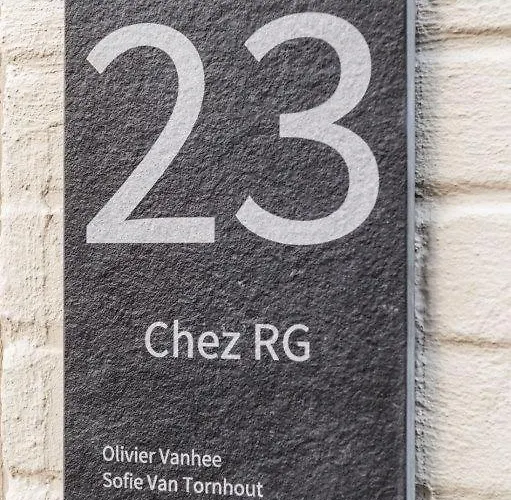 23
Chez RG
Olivier Vanhee
Sofie Van Tornhout